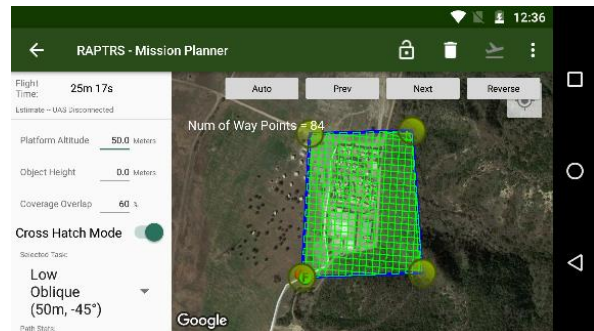 12:36
RAPTRS - Mission Planner
Flight Time: 25m 17s
Estimate -- UAS Disconnected
Auto Prev Next Reverse
Num of Way Points = 84
Platform Altitude 50.0 Meters
Object Height 0.0 Meters
Coverage Overlap 60 %
Cross Hatch Mode
Selected Task:
Low
Oblique
(50m, -45°)
Path Stats:
Google